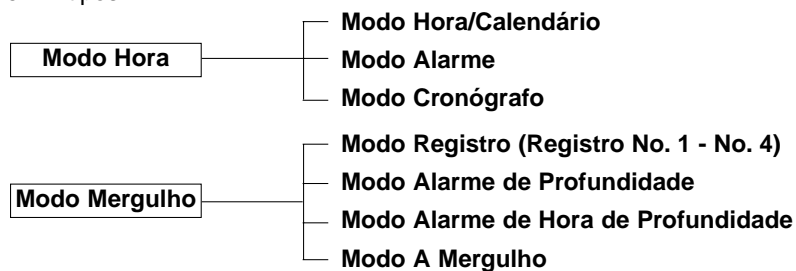 Modo Hora/Calendário
Modo Hora
Modo Alarme
Modo Cronógrafo
Modo Registro (Registro No. 1 - No. 4)
Modo Alarme de Profundidade
Modo Mergulho
Modo Alarme de Hora de Profundidade
Modo A Mergulho